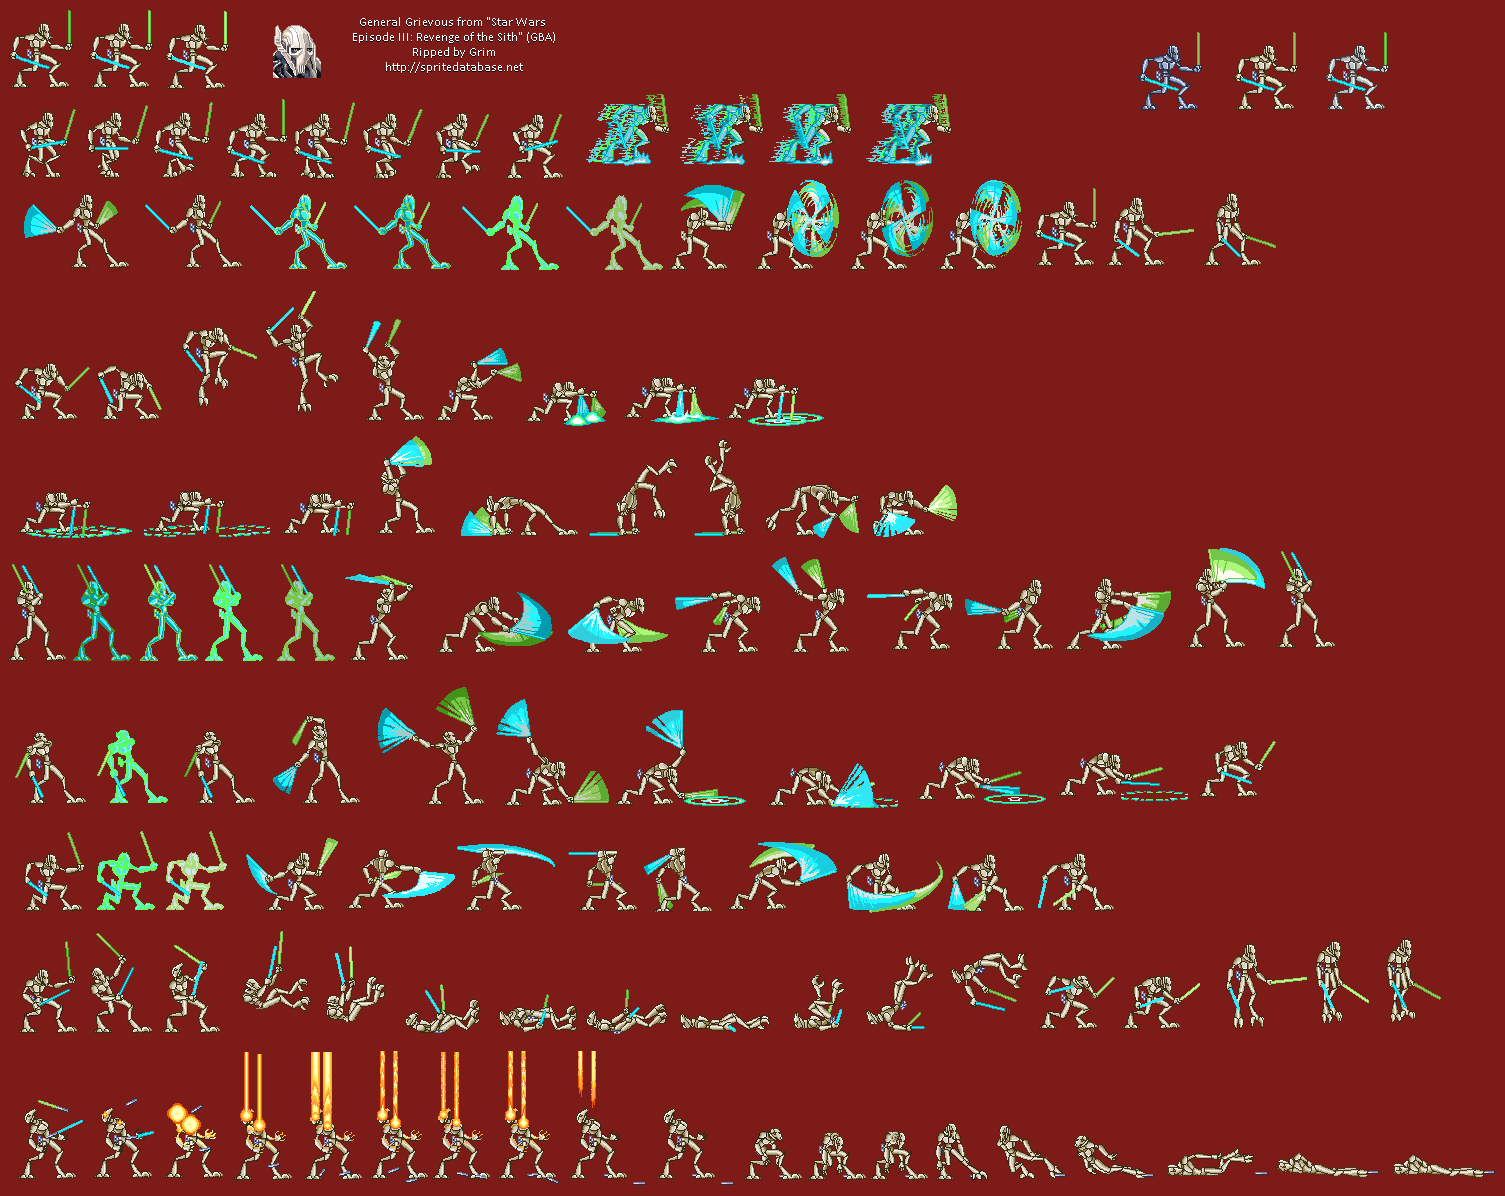 General Grievous from "Star Wars
Episode III: Revenge of the Sith" (GBA)
Ripped by Grim
http://spritedatabase.net